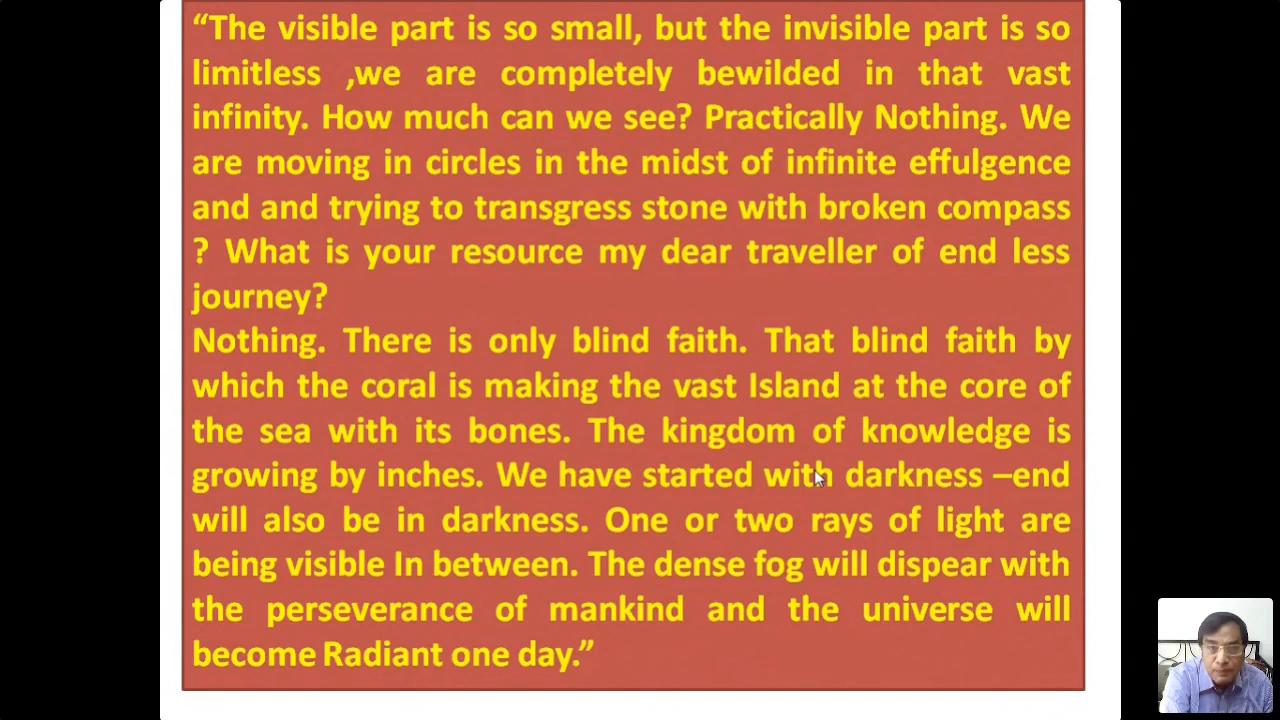 “The visible part is so small, but the invisible part is so
limitless ,we are completely bewilded in that vast
infinity. How much can we see? Practically Nothing. We
are moving in circles in the midst of infinite effulgence
and and trying to transgress stone with broken compass
? What is your resource my dear traveller of end less
journey?
Nothing. There is only blind faith. That blind faith by
which the coral is making the vast Island at the core of
the sea with its bones. The kingdom of knowledge is
growing by inches. We have started with darkness –end
will also be in darkness. One or two rays of light are
being visible In between. The dense fog will dispear with
the perseverance of mankind and the universe will
become Radiant one day.”